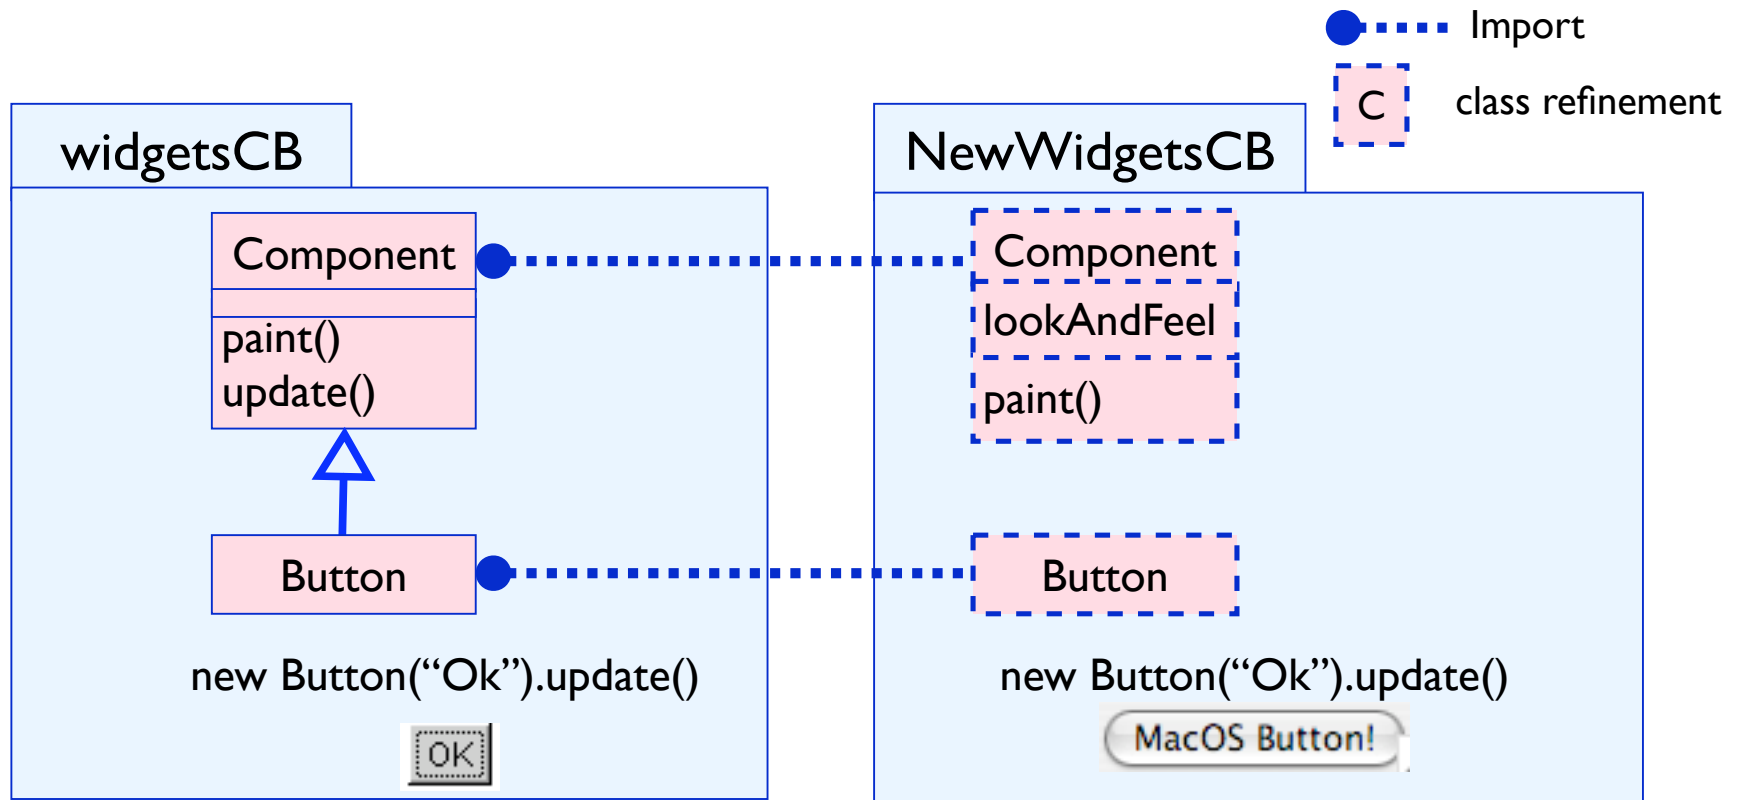 Import
C
class refinement
widgetsCB
Component
paint()
update()
Button
new Button(“Ok”).update()
OK
NewWidgetsCB
Component
lookAndFeel
paint()
Button
new Button(“Ok”).update()
MacOS Button!